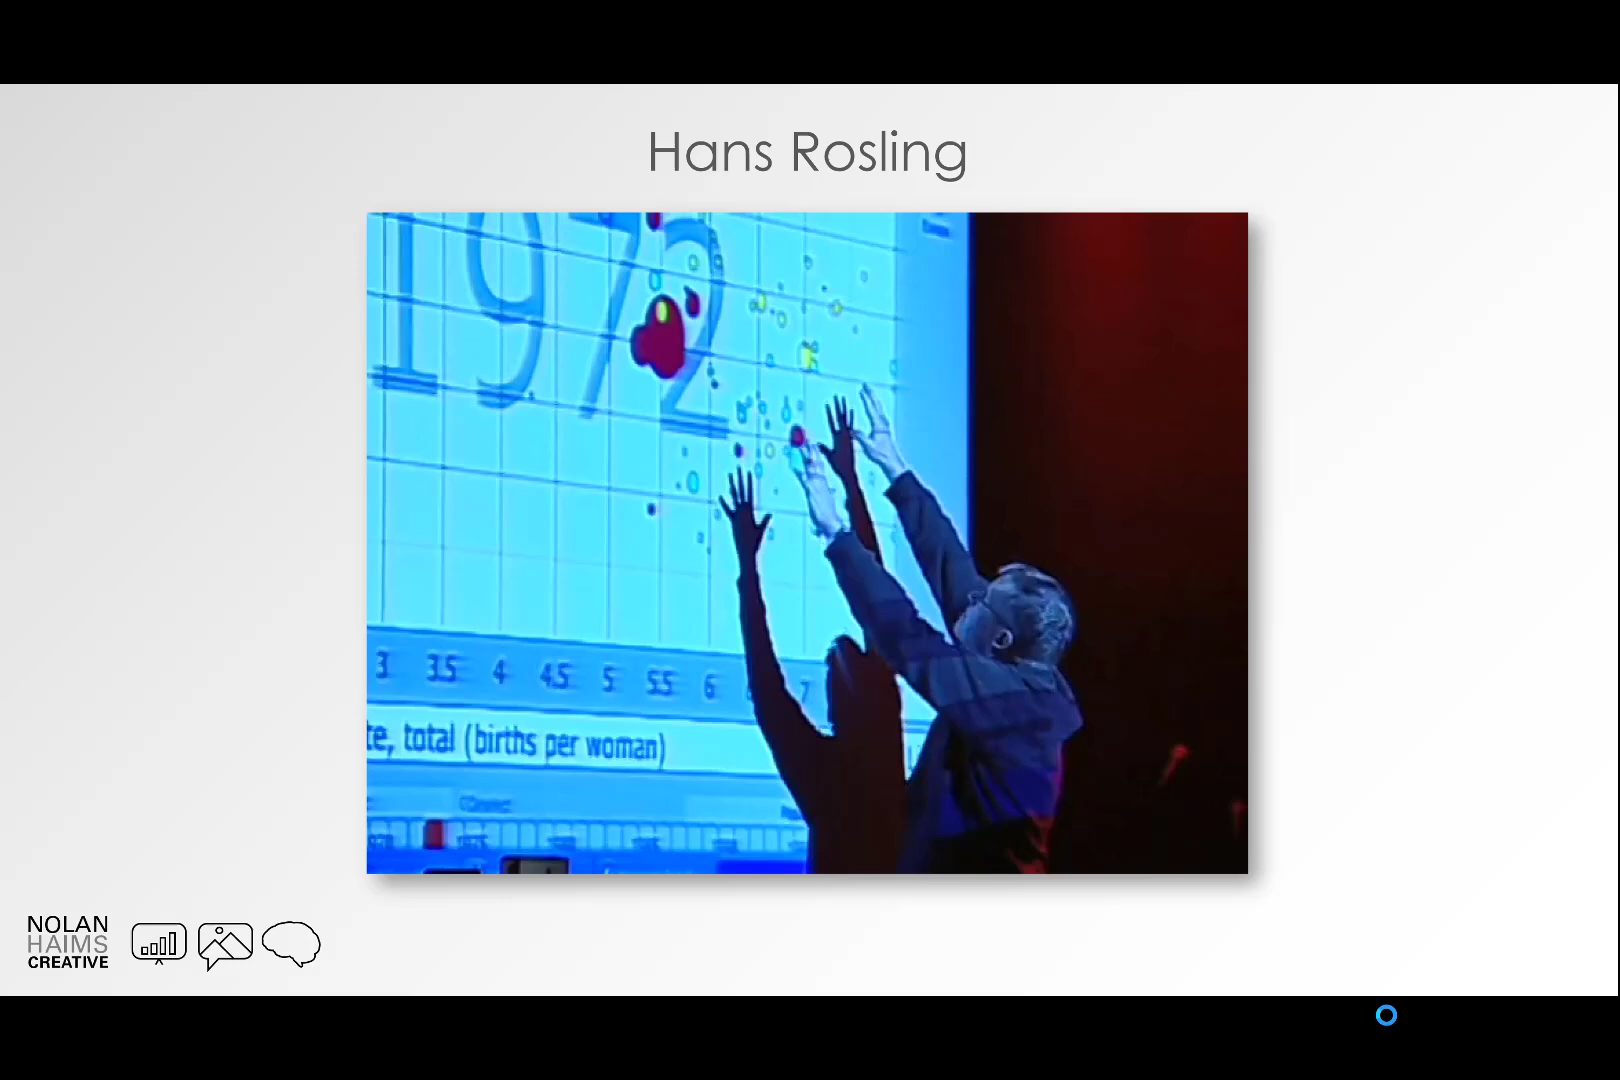 Hans Rosling
1972
3 3.5 4 4.5 5 5.5 6 7
te, total (births per woman)
NOLAN
HAIMS
CREATIVE